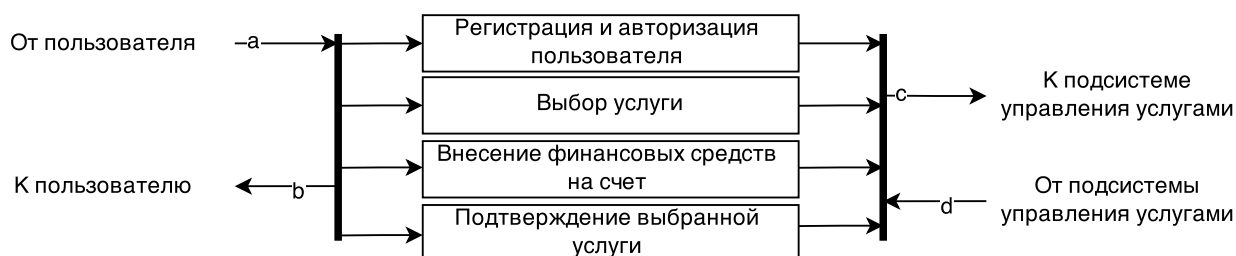 От пользователя
a
Регистрация и авторизация
пользователя
Выбор услуги
c
К подсистеме
управления услугами
К пользователю
b
Внесение финансовых средств
на счет
Подтверждение выбранной
услуги
d
От подсистемы
управления услугами